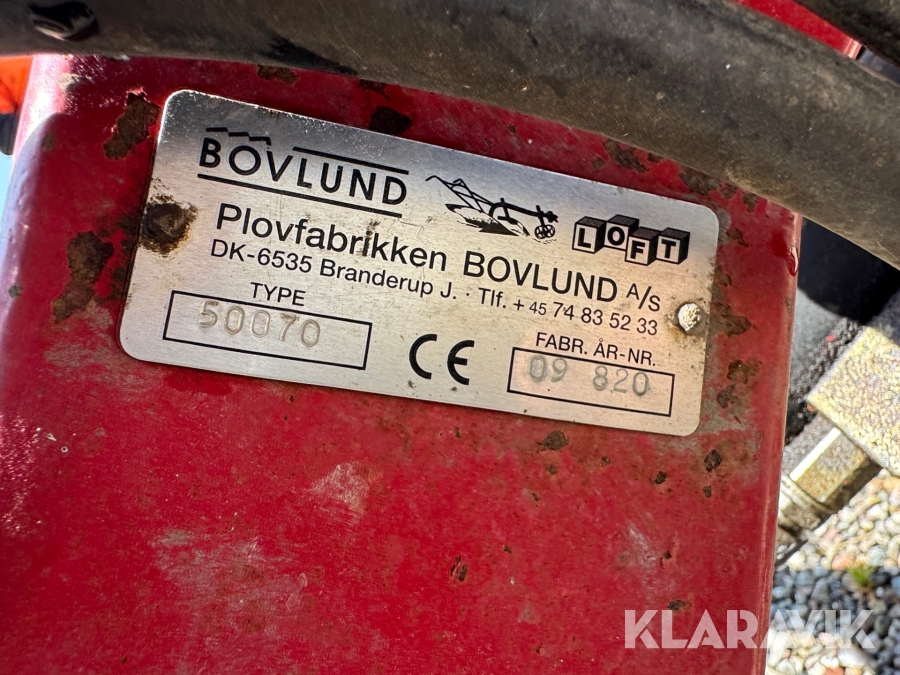 BOVLUND
LOFT
Plovfabrikken BOVLUND A/S
DK-6535 Branderup J. · Tlf. + 45 74 83 52 33
TYPE
50070
CE
FABR. ÅR-NR.
09 820
KLARAVIK